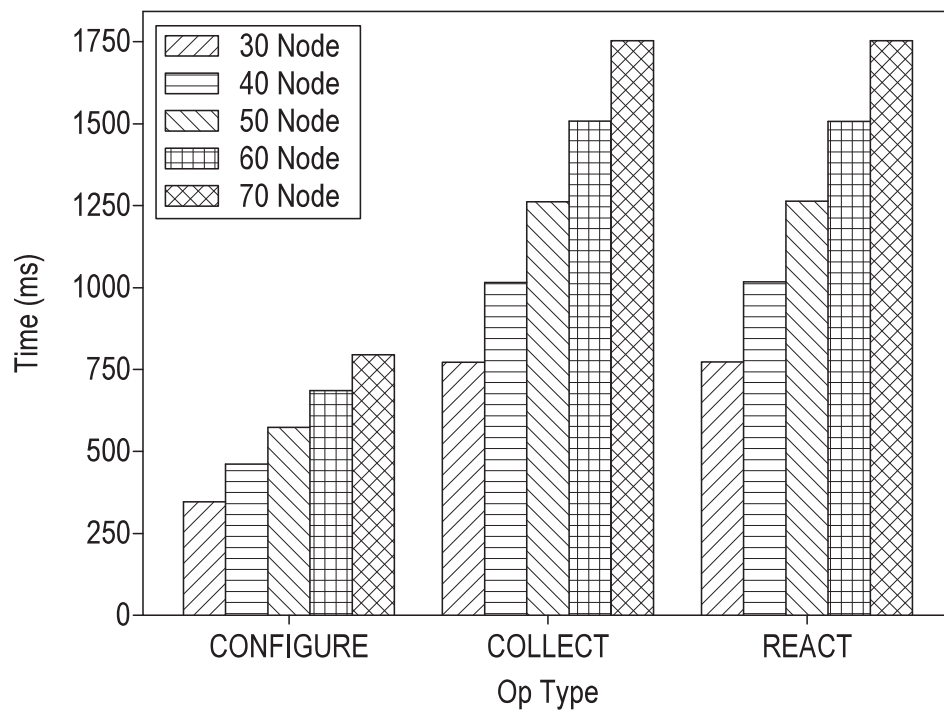 1750
1500
1250
1000
750
500
250
0
Time (ms)
30 Node
40 Node
50 Node
60 Node
70 Node
CONFIGURE COLLECT REACT
Op Type